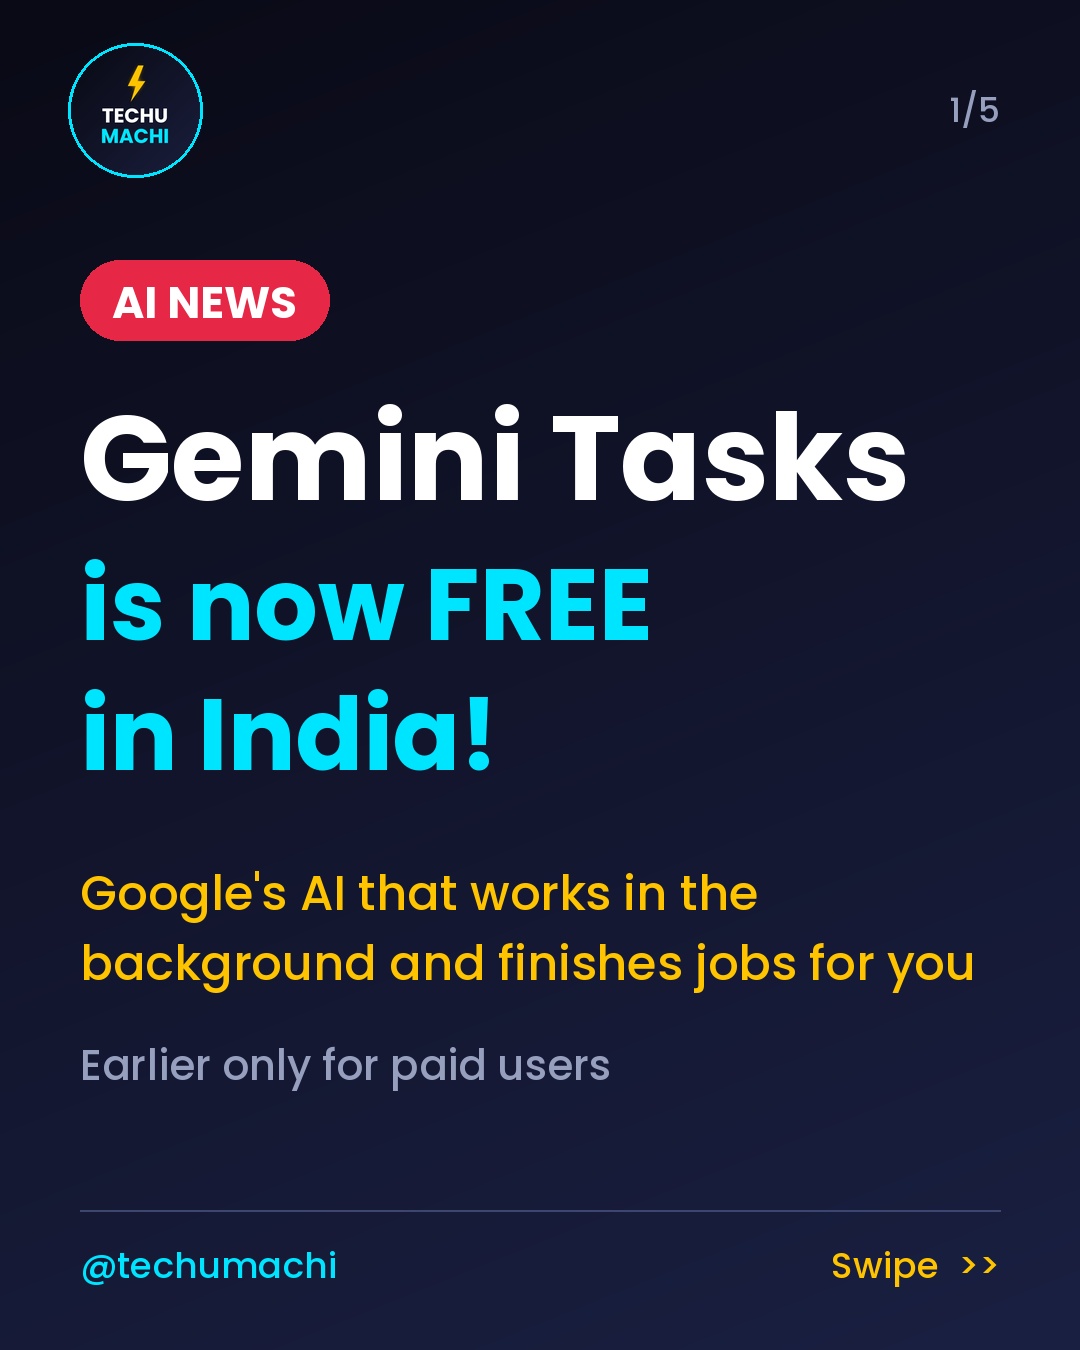 TECHU
MACHI
1/5
AI NEWS
Gemini Tasks
is now FREE
in India!
Google's AI that works in the
background and finishes jobs for you
Earlier only for paid users
@techumachi
Swipe >>